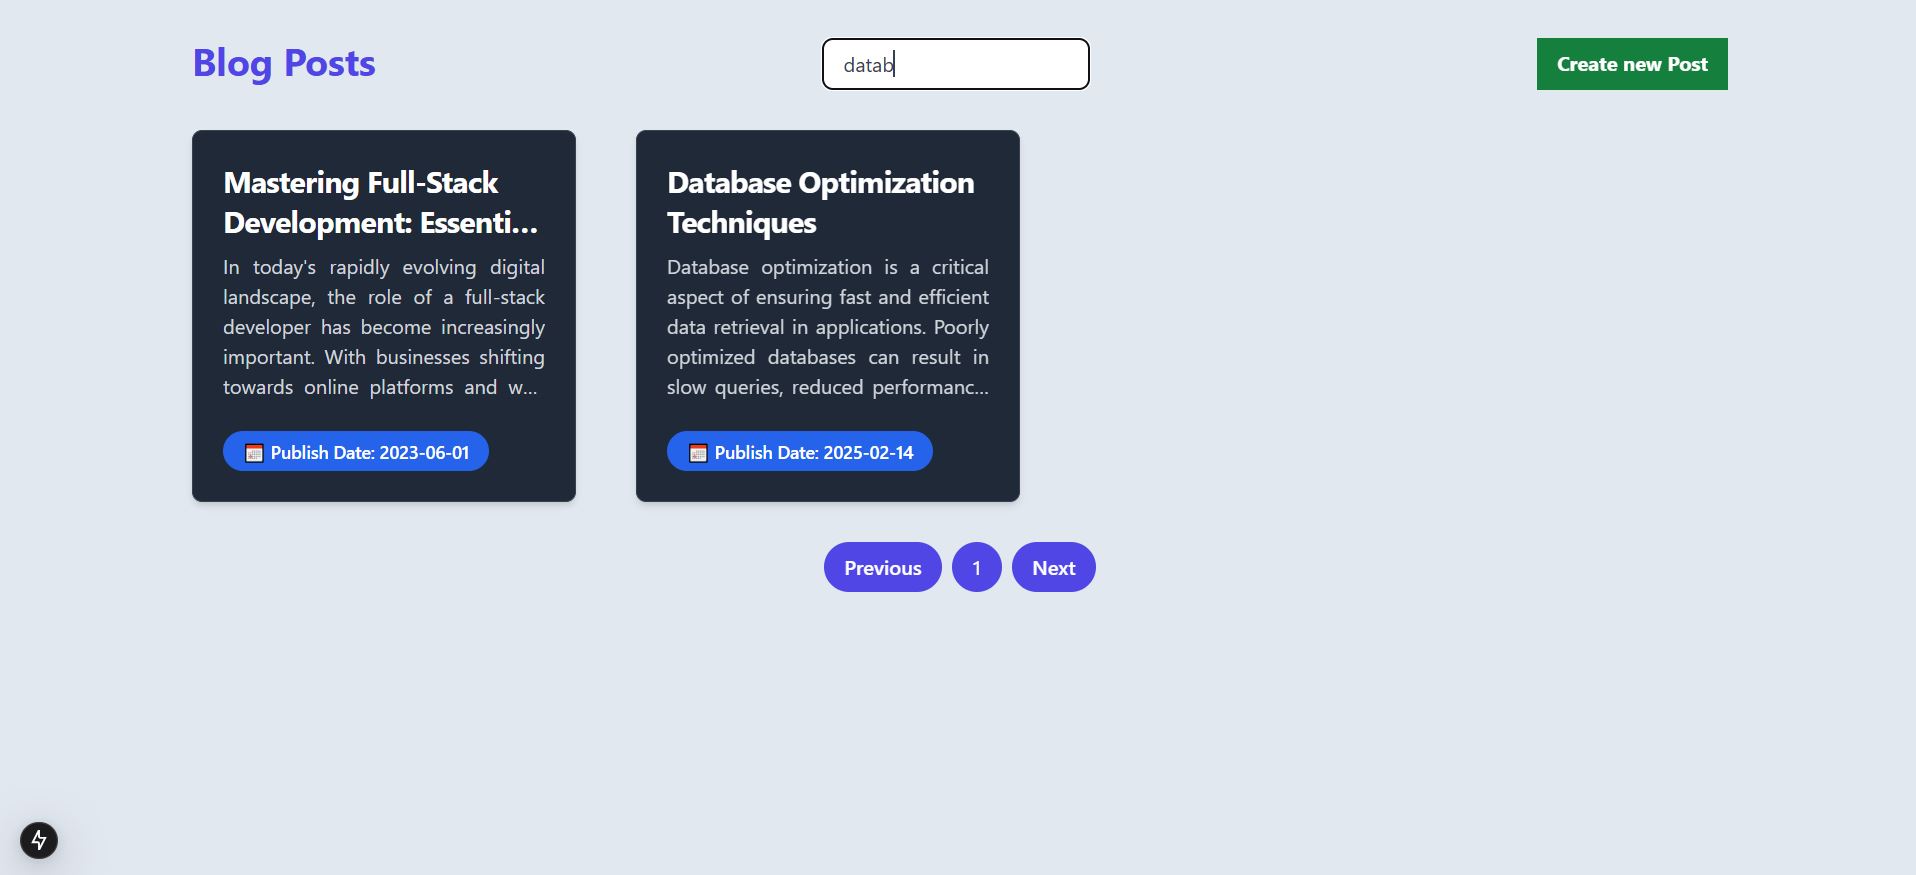 Blog Posts
datab
Create new Post
Mastering Full-Stack
Development: Essenti...
In today's rapidly evolving digital
landscape, the role of a full-stack
developer has become increasingly
important. With businesses shifting
towards online platforms and w...
Publish Date: 2023-06-01
Database Optimization
Techniques
Database optimization is a critical
aspect of ensuring fast and efficient
data retrieval in applications. Poorly
optimized databases can result in
slow queries, reduced performanc...
Publish Date: 2025-02-14
Previous
1
Next